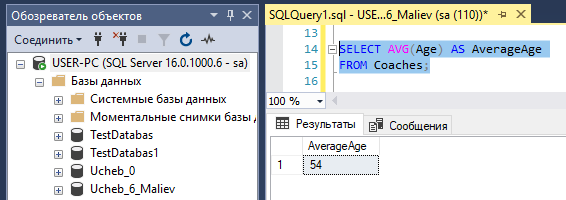 Обозреватель объектов
Соединить
USER-PC (SQL Server 16.0.1000.6 - sa)
Базы данных
Системные базы данных
Моментальные снимки базы д
TestDatabas
TestDatabas1
Ucheb_0
Ucheb_6_Maliev
SQLQuery1.sql - USE...6_Maliev (sa (110))*
13
14 SELECT AVG(Age) AS AverageAge
15 FROM Coaches;
16
100 %
Результаты Сообщения
AverageAge
1 54